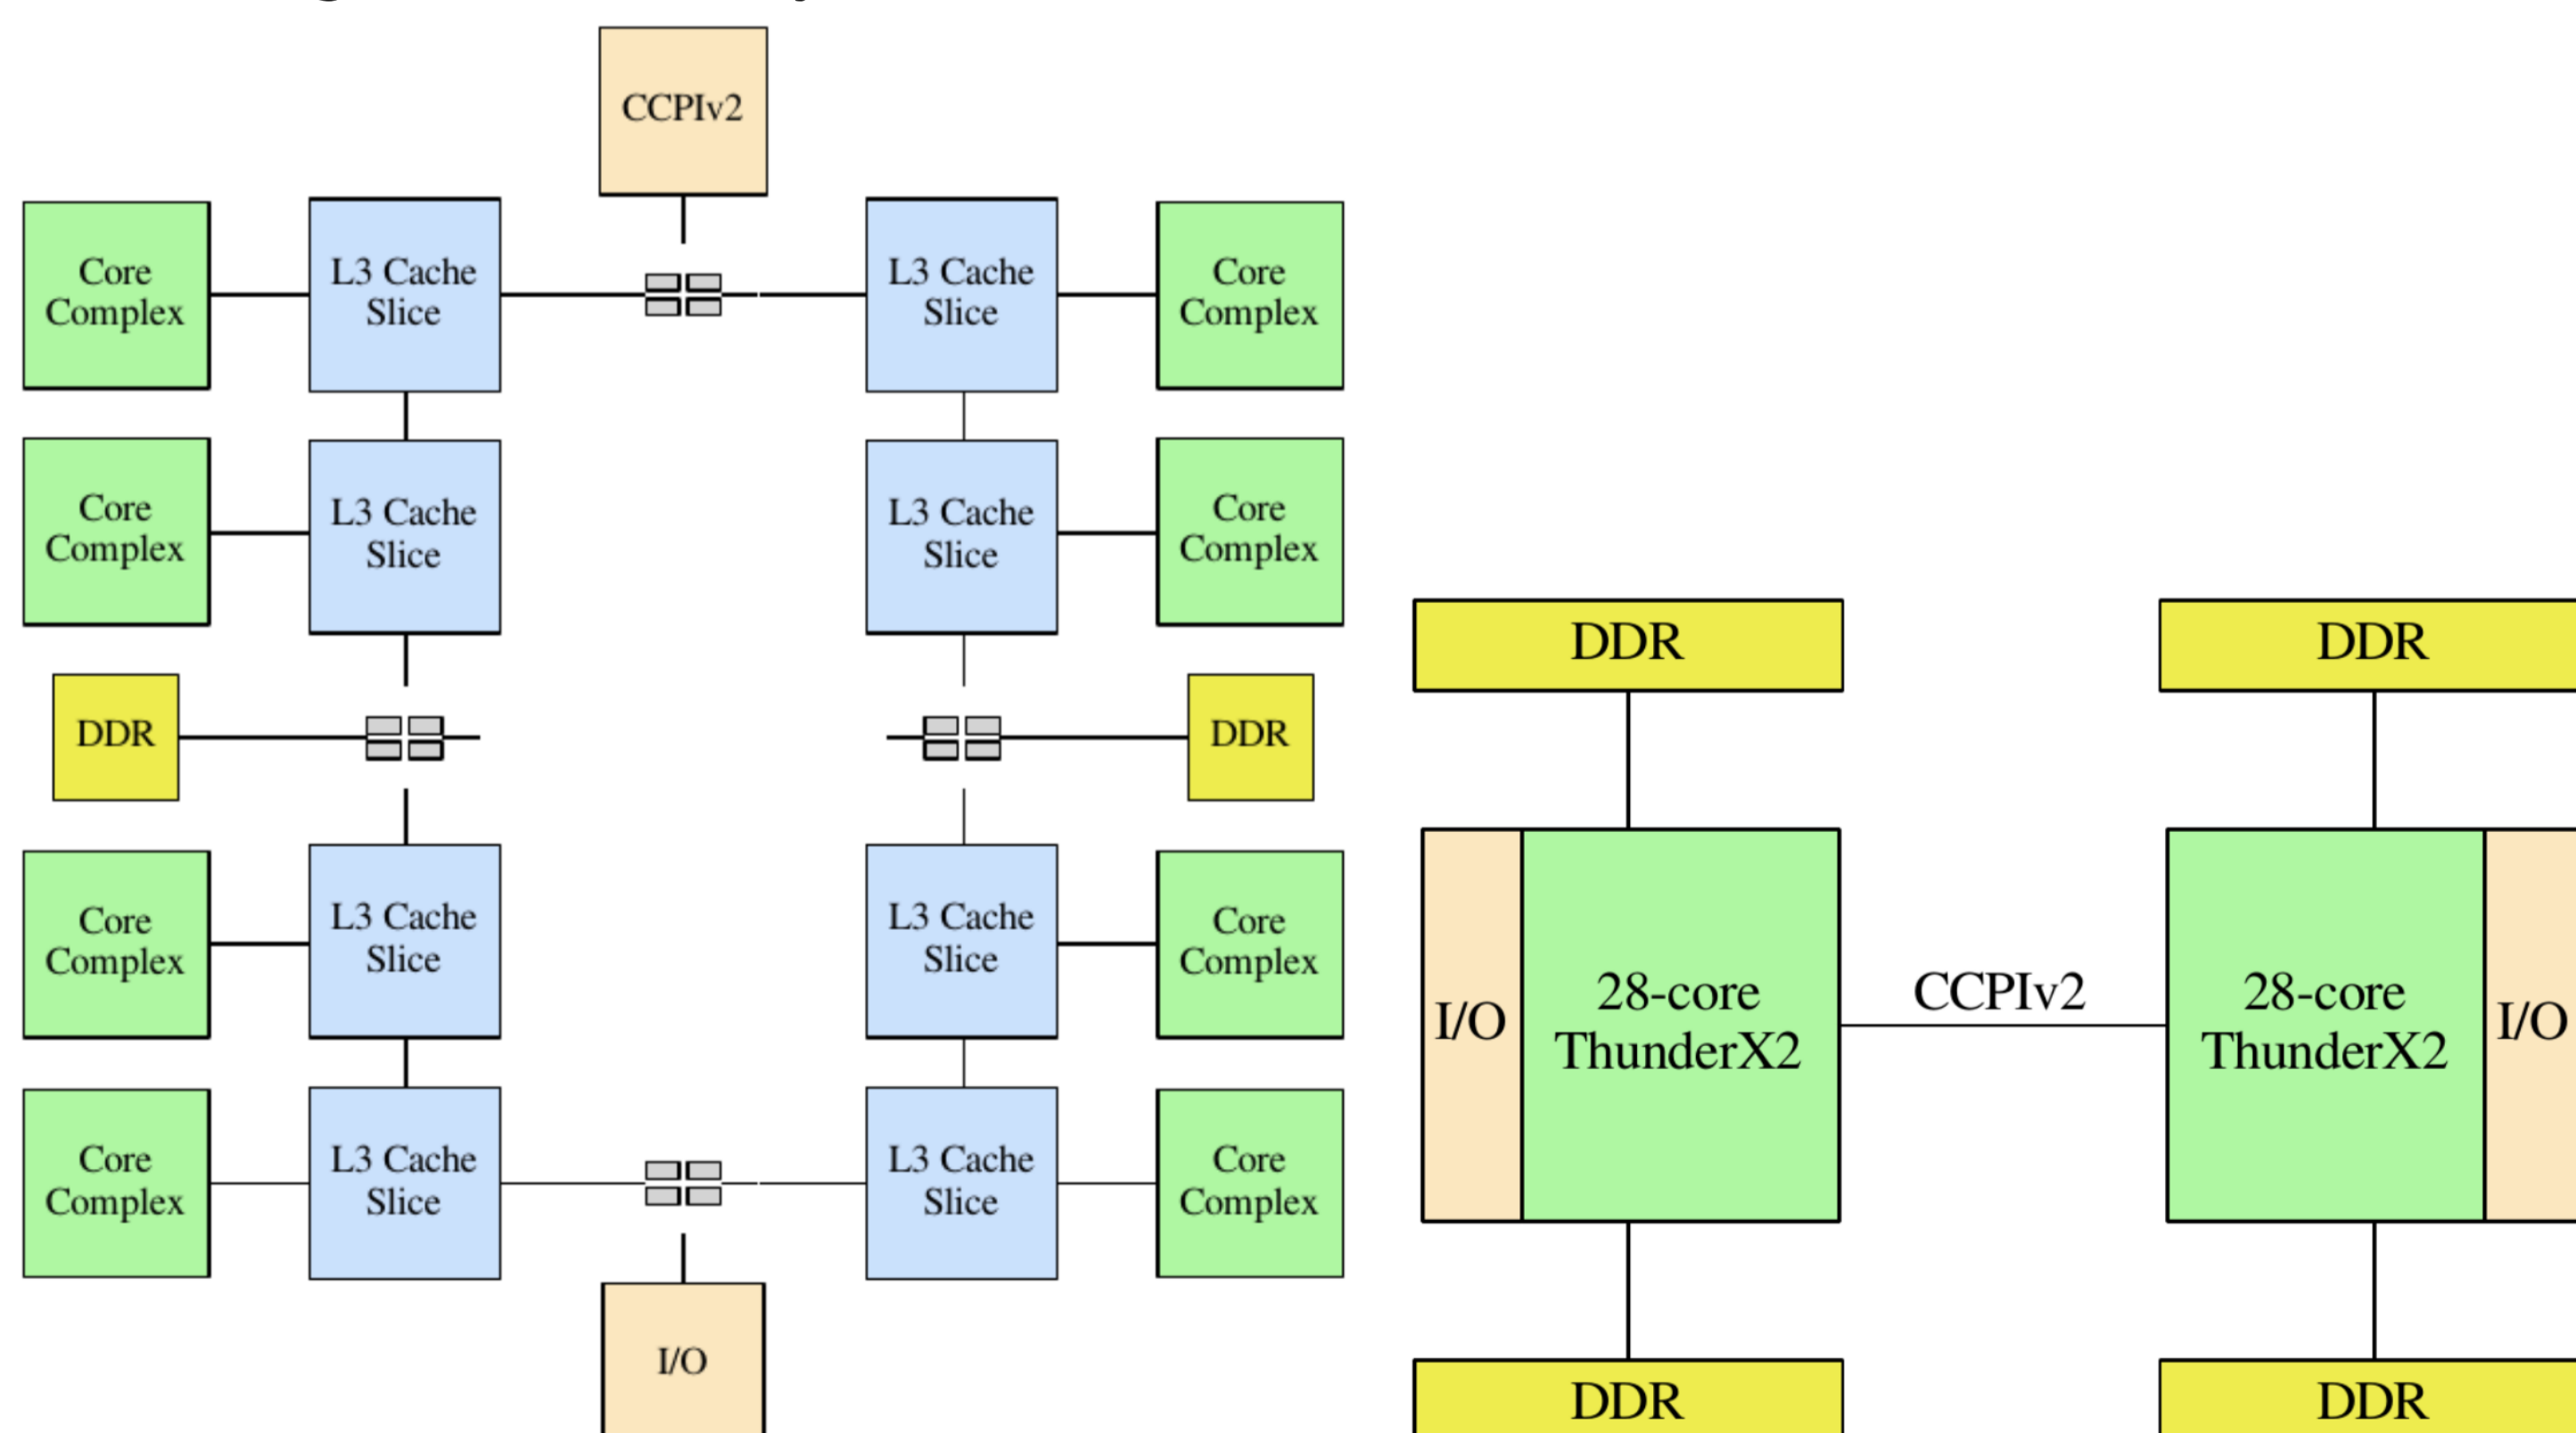 CCPIv2
Core
Complex
L3 Cache
Slice
L3 Cache
Slice
Core
Complex
Core
Complex
L3 Cache
Slice
L3 Cache
Slice
Core
Complex
DDR
DDR
Core
Complex
L3 Cache
Slice
L3 Cache
Slice
Core
Complex
Core
Complex
L3 Cache
Slice
L3 Cache
Slice
Core
Complex
I/O
DDR
DDR
I/O
28-core
ThunderX2
CCPIv2
28-core
ThunderX2
I/O
DDR
DDR